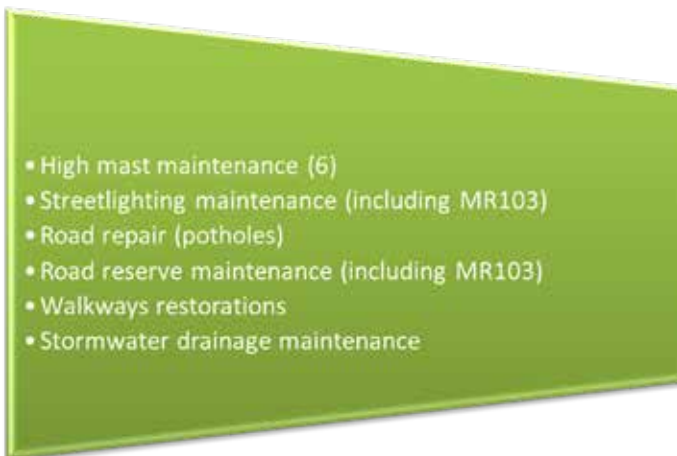 • High mast maintenance (6)
• Streetlighting maintenance (including MR103)
• Road repair (potholes)
• Road reserve maintenance (including MR103)
• Walkways restorations
• Stormwater drainage maintenance